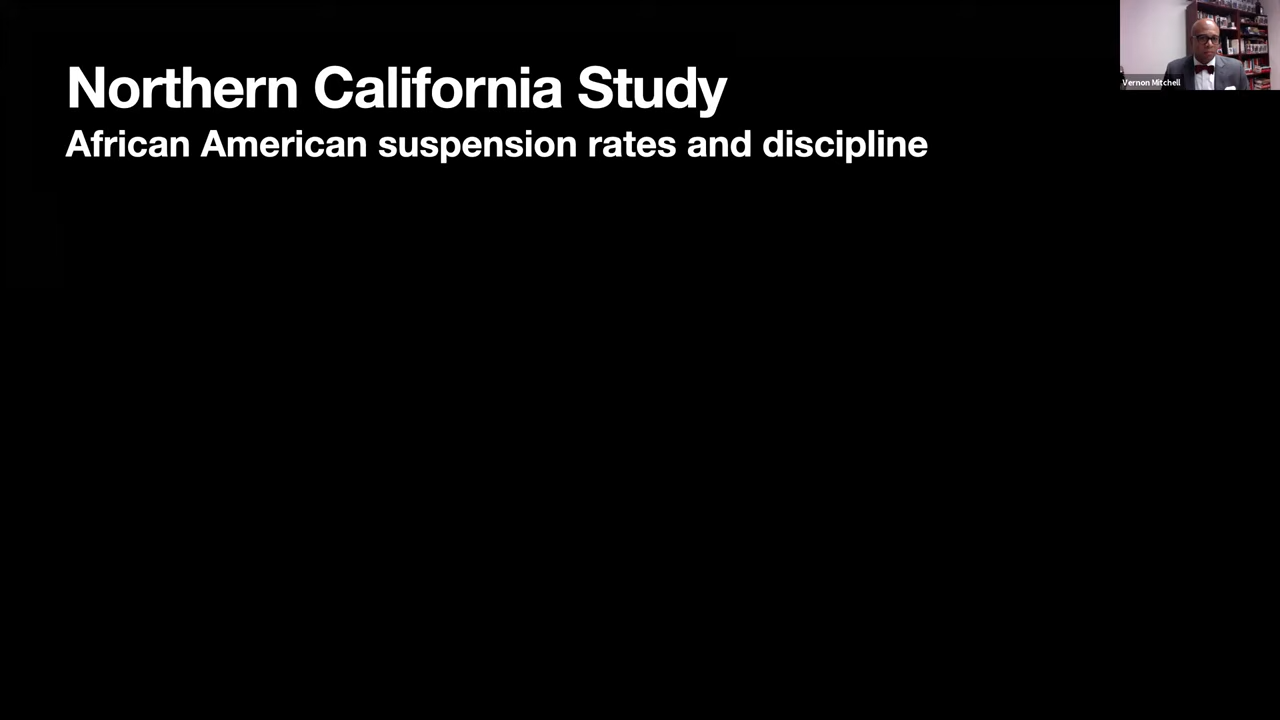 Northern California Study
African American suspension rates and discipline
Vernon Mitchell